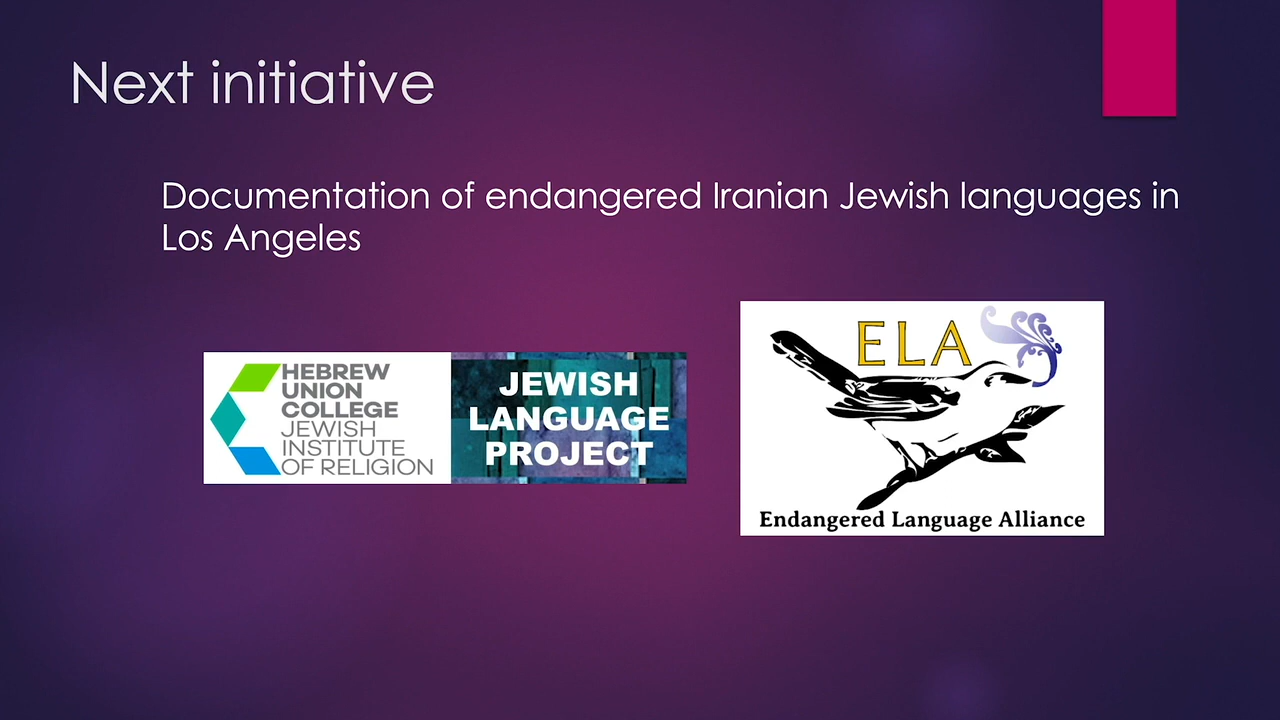 Next initiative
Documentation of endangered Iranian Jewish languages in
Los Angeles
HEBREW
UNION
COLLEGE
JEWISH
INSTITUTE
OF RELIGION
JEWISH
LANGUAGE
PROJECT
ELA
Endangered Language Alliance